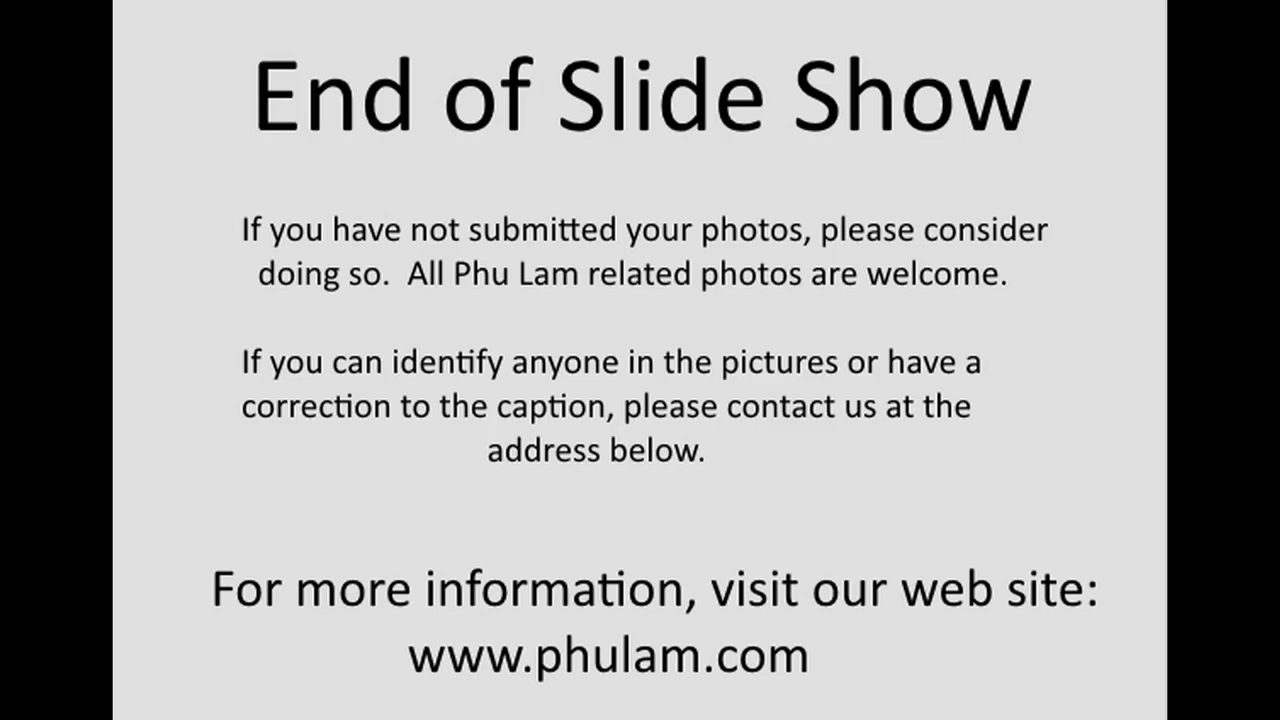 End of Slide Show
If you have not submitted your photos, please consider
doing so.  All Phu Lam related photos are welcome.
If you can identify anyone in the pictures or have a
correction to the caption, please contact us at the
address below.
For more information, visit our web site:
www.phulam.com